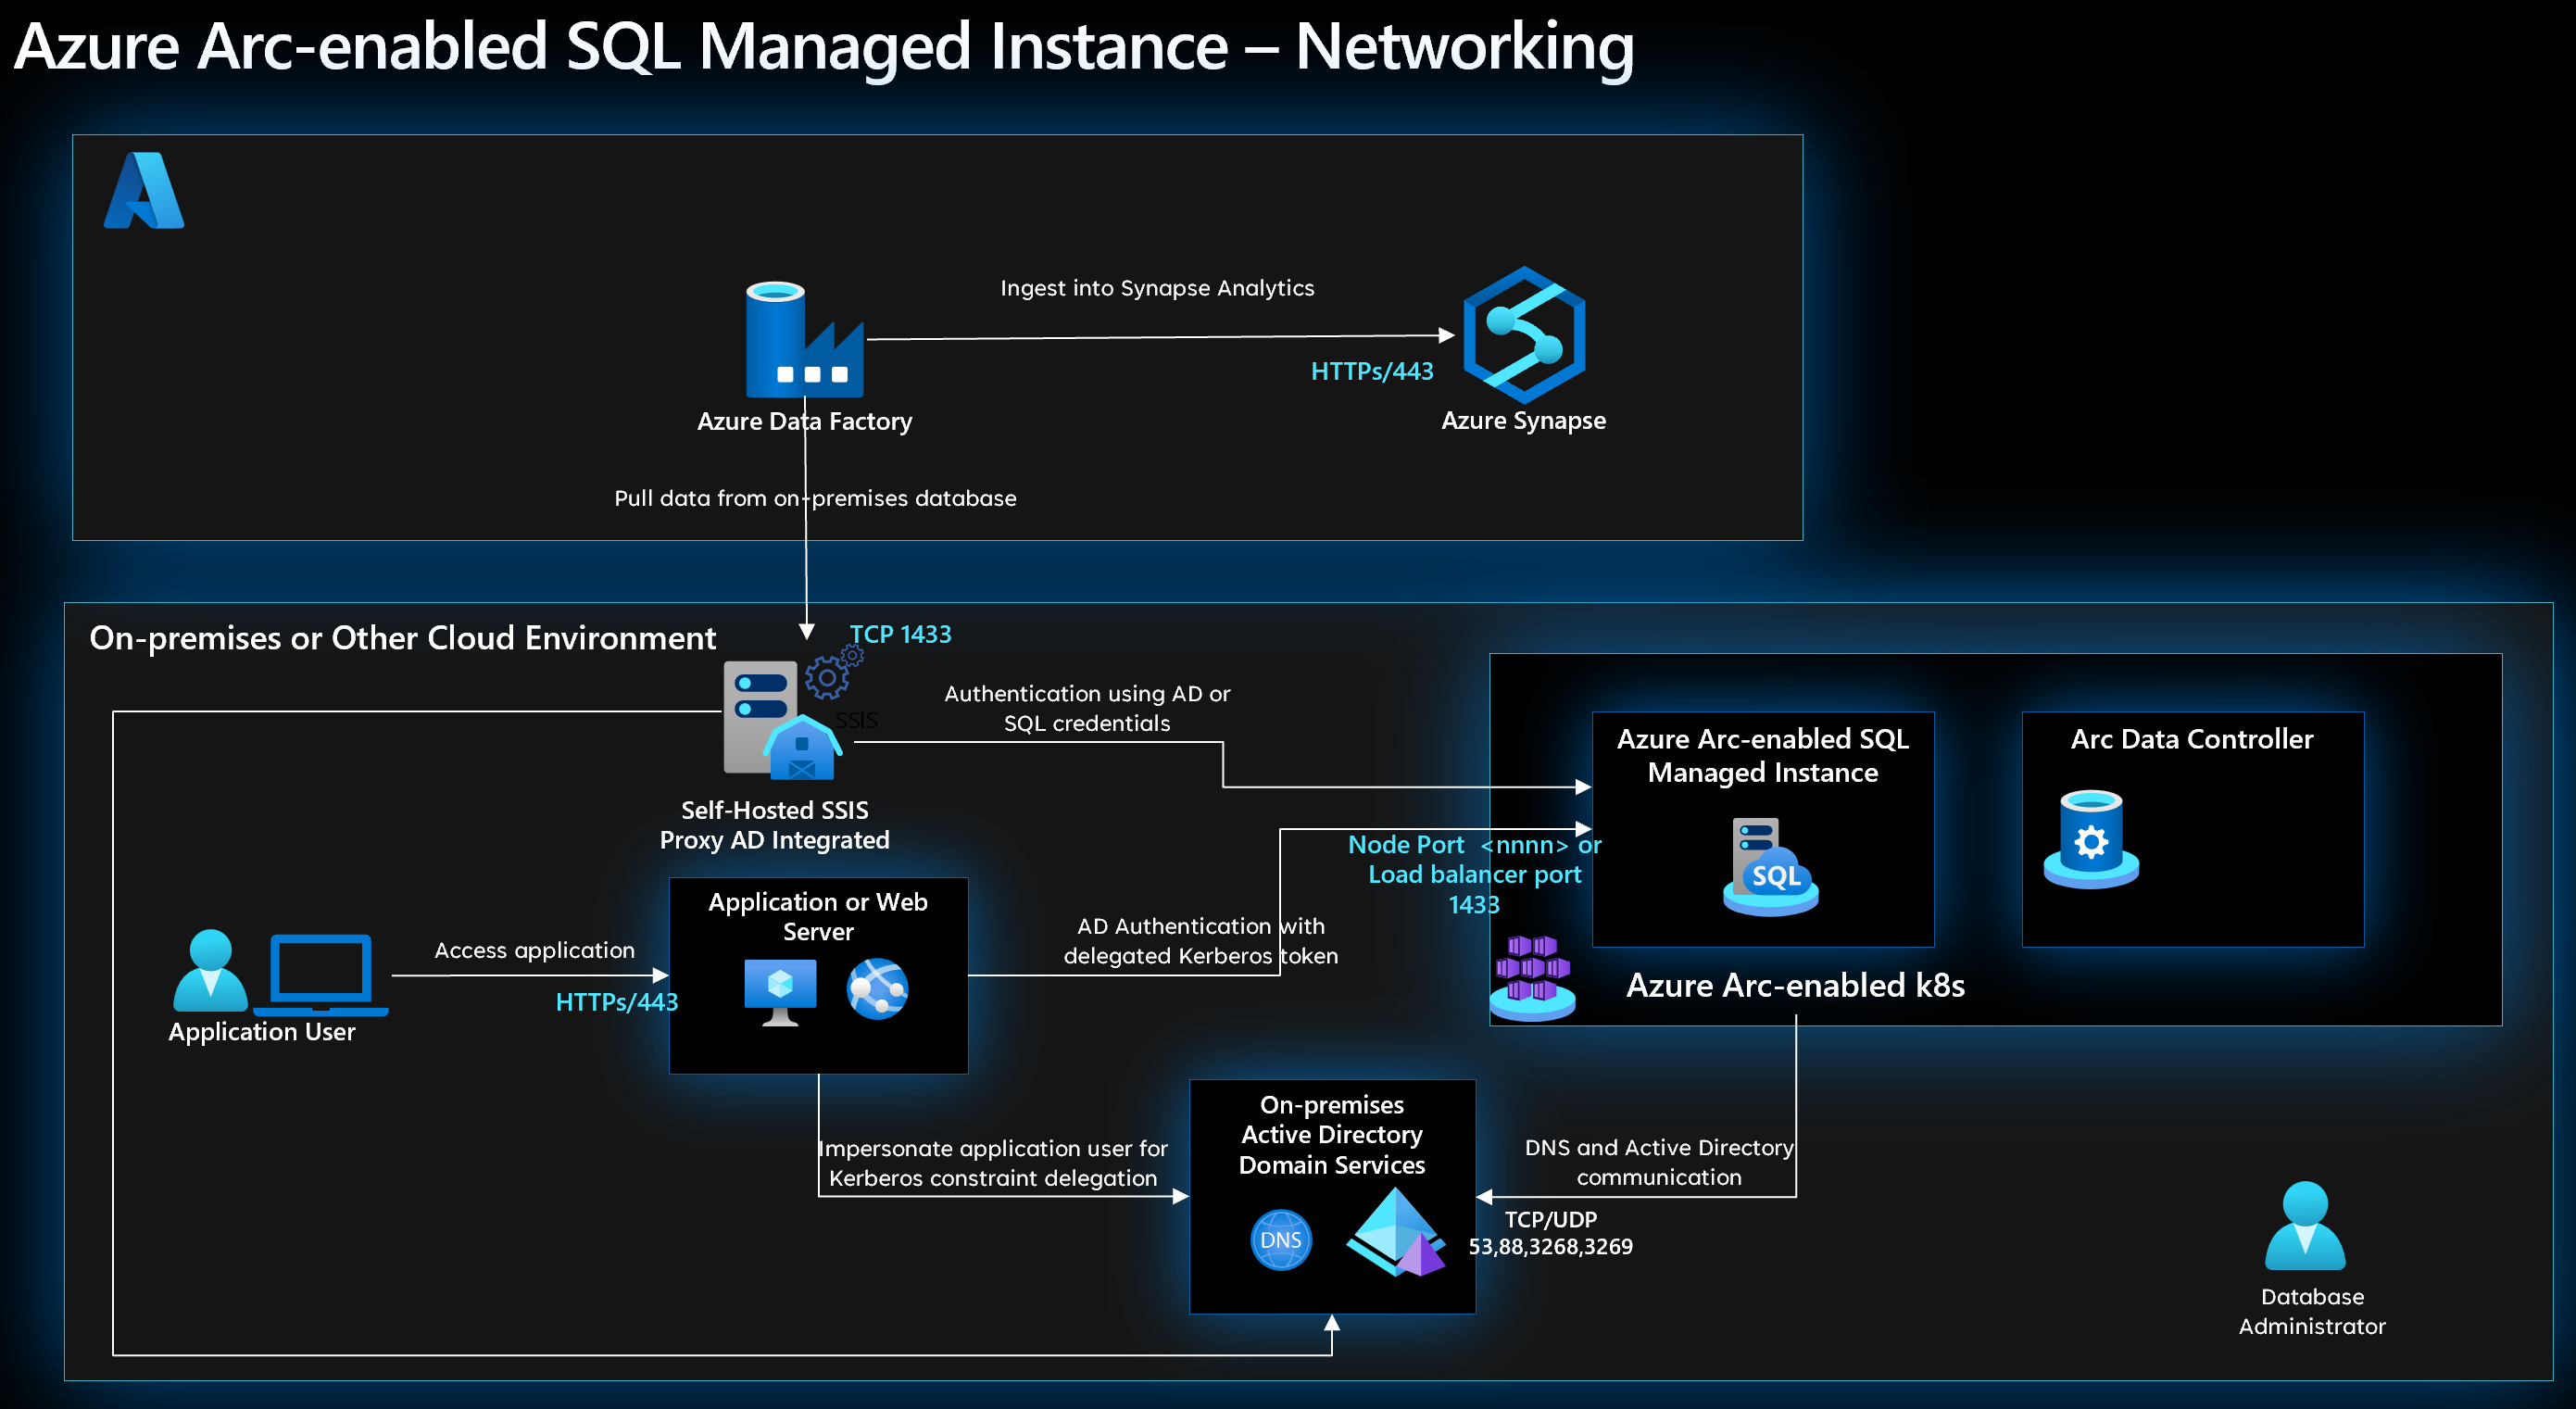 Azure Arc-enabled SQL Managed Instance – Networking
Ingest into Synapse Analytics
HTTPs/443
Azure Data Factory
Azure Synapse
Pull data from on-premises database
On-premises or Other Cloud Environment
TCP 1433
SSIS
Authentication using AD or
SQL credentials
Self-Hosted SSIS
Proxy AD Integrated
Azure Arc-enabled SQL
Managed Instance
SQL
Arc Data Controller
Node Port <nnnn> or
Load balancer port
1433
Application or Web
Server
Access application
HTTPs/443
Application User
AD Authentication with
delegated Kerberos token
Azure Arc-enabled k8s
Impersonate application user for
Kerberos constraint delegation
On-premises
Active Directory
Domain Services
DNS
DNS and Active Directory
communication
TCP/UDP
53,88,3268,3269
Database
Administrator